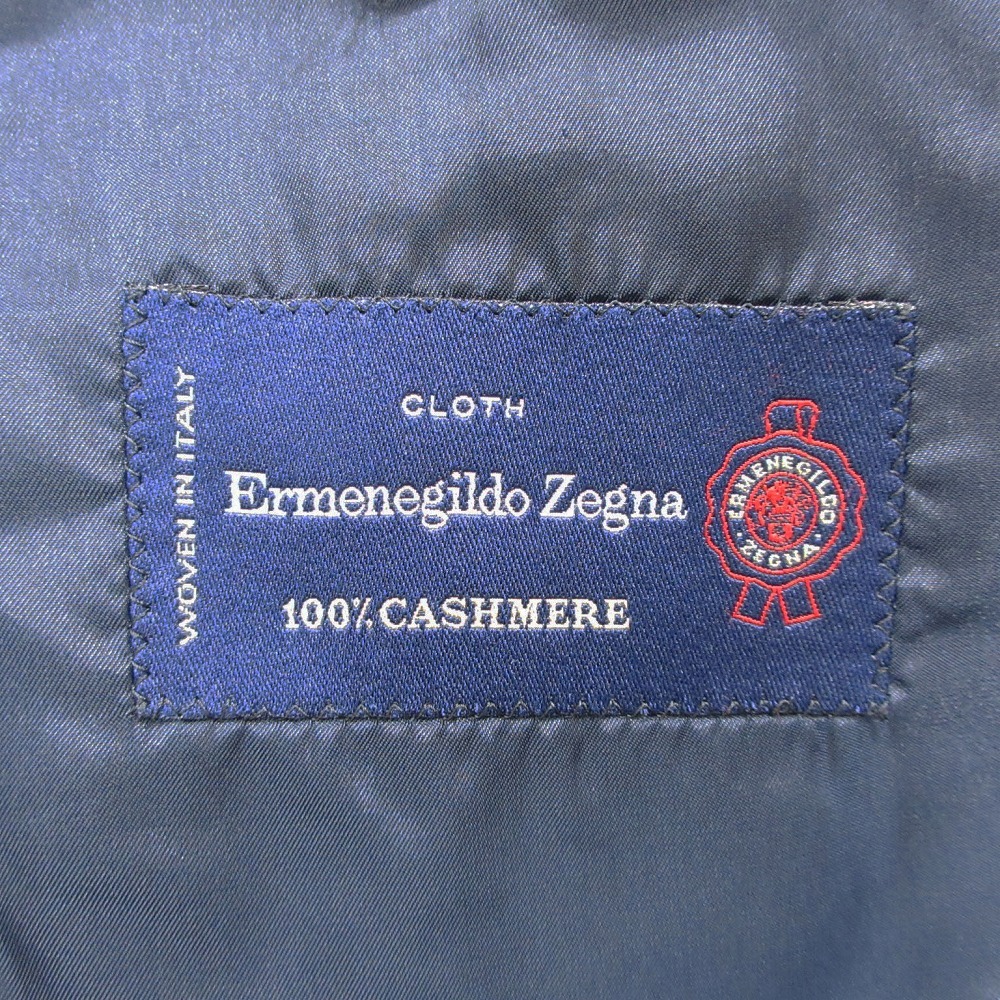 WOVEN IN ITALY
CLOTH
Ermenegildo Zegna
100% CASHMERE
ERMENEGILDO
· ZEGNA ·